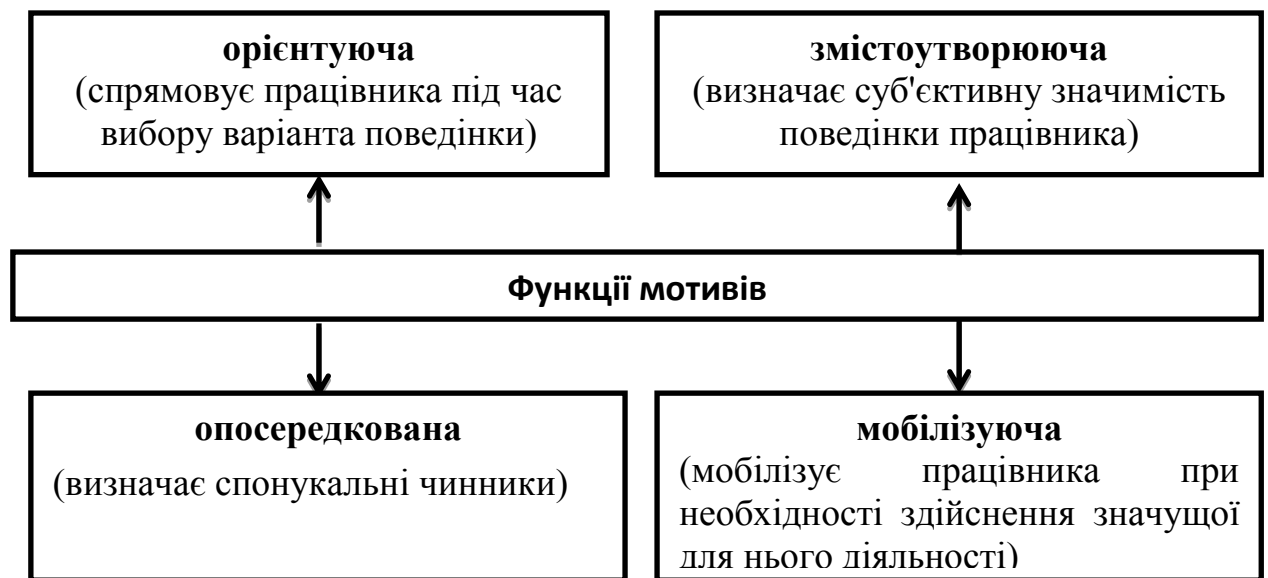 орієнтуюча
(спрямовує працівника під час
вибору варіанта поведінки)
змістоутворююча
(визначає суб'єктивну значимість
поведінки працівника)
Функції мотивів
опосередкована
(визначає спонукальні чинники)
мобілізуюча
(мобілізує працівника при
необхідності здійснення значущої
для нього діяльності)